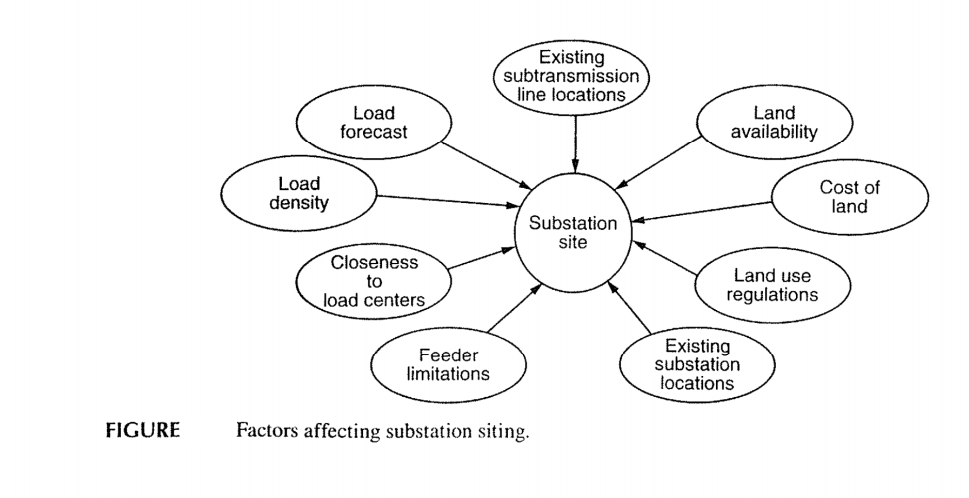 Existing
subtransmission
line locations
Load
forecast
Land
availability
Load
density
Cost of
land
Substation
site
Closeness
to
load centers
Land use
regulations
Feeder
limitations
Existing
substation
locations
FIGURE Factors affecting substation siting.